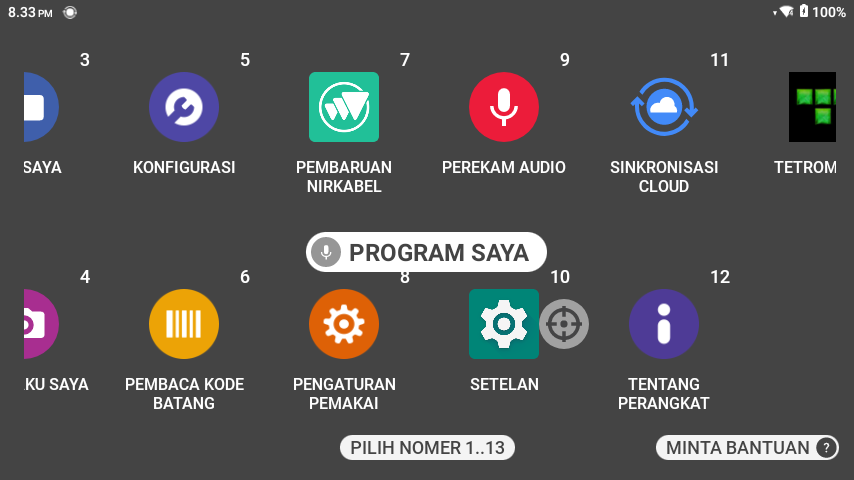 8.33 PM
100%
3
5
7
9
11
SAYA
KONFIGURASI
PEMBARUAN
NIRKABEL
PEREKAM AUDIO
SINKRONISASI
CLOUD
TETROM
PROGRAM SAYA
4
6
8
10
12
KU SAYA
PEMBACA KODE
BATANG
PENGATURAN
PEMAKAI
SETELAN
TENTANG
PERANGKAT
PILIH NOMER 1..13
MINTA BANTUAN ?